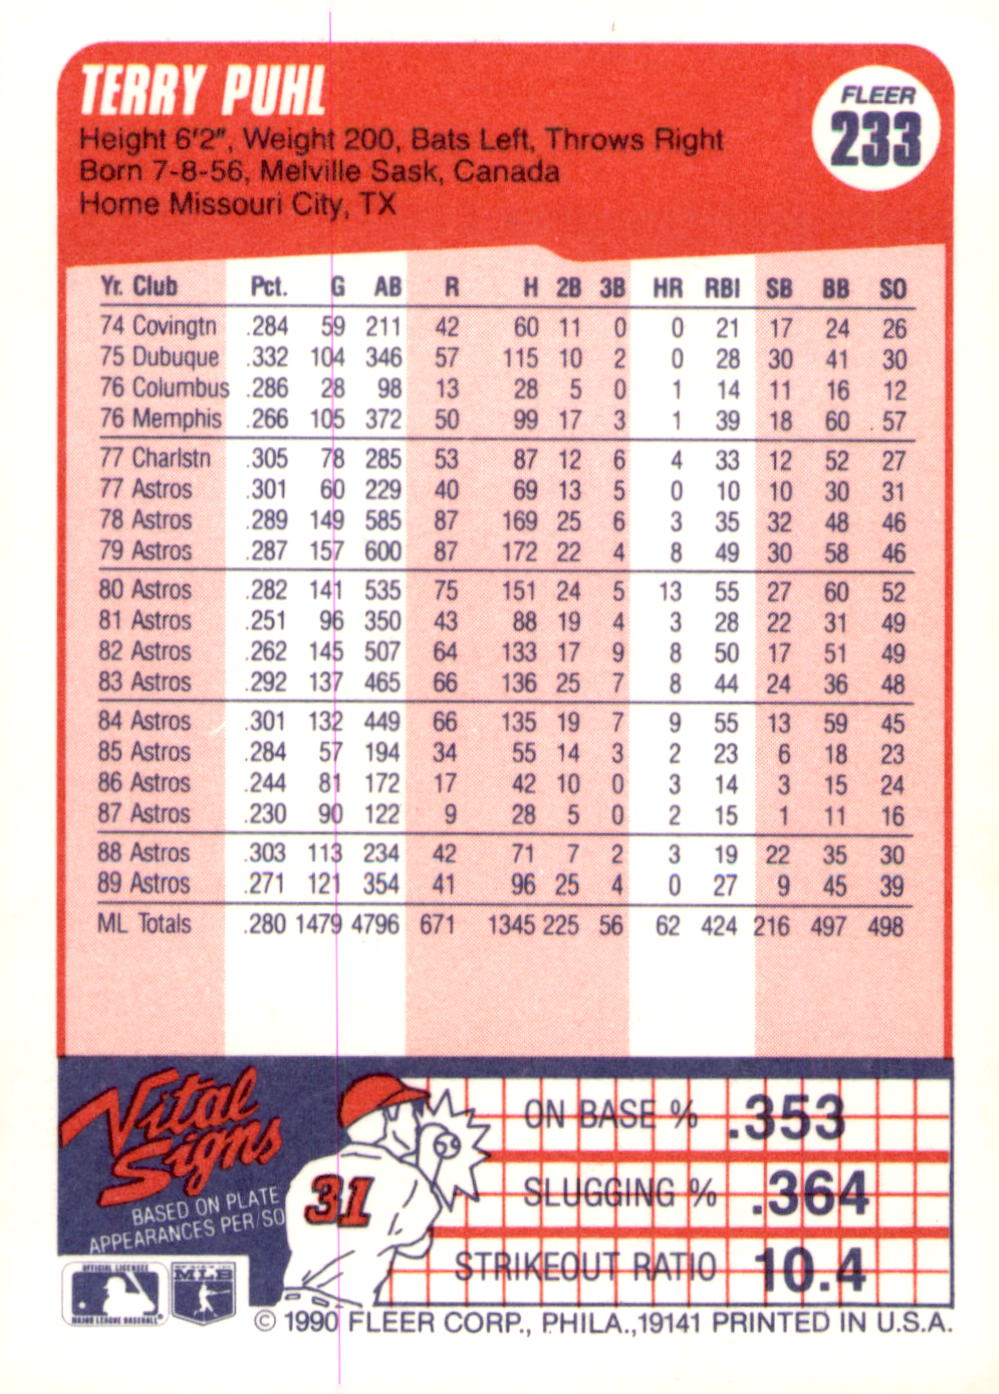 TERRY PUHL
FLEER
233
Height 6'2", Weight 200, Bats Left, Throws Right
Born 7-8-56, Melville Sask, Canada
Home Missouri City, TX
Yr. Club Pct. G AB R H 2B 3B HR RBI SB BB SO
74 Covingtn .284 59 211 42 60 11 0 0 21 17 24 26
75 Dubuque .332 104 346 57 115 10 2 0 28 30 41 30
76 Columbus .286 28 98 13 28 5 0 1 14 11 16 12
76 Memphis .266 105 372 50 99 17 3 1 39 18 60 57
77 Charlstn .305 78 285 53 87 12 6 4 33 12 52 27
77 Astros .301 60 229 40 69 13 5 0 10 10 30 31
78 Astros .289 149 585 87 169 25 6 3 35 32 48 46
79 Astros .287 157 600 87 172 22 4 8 49 30 58 46
80 Astros .282 141 535 75 151 24 5 13 55 27 60 52
81 Astros .251 96 350 43 88 19 4 3 28 22 31 49
82 Astros .262 145 507 64 133 17 9 8 50 17 51 49
83 Astros .292 137 465 66 136 25 7 8 44 24 36 48
84 Astros .301 132 449 66 135 19 7 9 55 13 59 45
85 Astros .284 57 194 34 55 14 3 2 23 6 18 23
86 Astros .244 81 172 17 42 10 0 3 14 3 15 24
87 Astros .230 90 122 9 28 5 0 2 15 1 11 16
88 Astros .303 113 234 42 71 7 2 3 19 22 35 30
89 Astros .271 121 354 41 96 25 4 0 27 9 45 39
ML Totals .280 1479 4796 671 1345 225 56 62 424 216 497 498
Vital
Signs
BASED ON PLATE
APPEARANCES PER/SO
31
ON BASE % .353
SLUGGING % .364
STRIKEOUT RATIO 10.4
OFFICIAL LICENSEE
MAJOR LEAGUE BASEBALL®
MLB
© 1990 FLEER CORP., PHILA.,19141 PRINTED IN U.S.A.